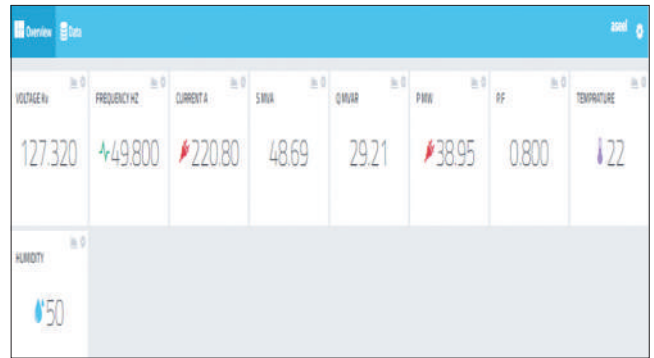 Overview Data aseel
VOLTAGE Kv FREQUENCY HZ CURRENT A S MVA Q MVAR P MW P.F TEMPRATURE
127.320 49.800 220.80 48.69 29.21 38.95 0.800 22
HUMIDITY
50